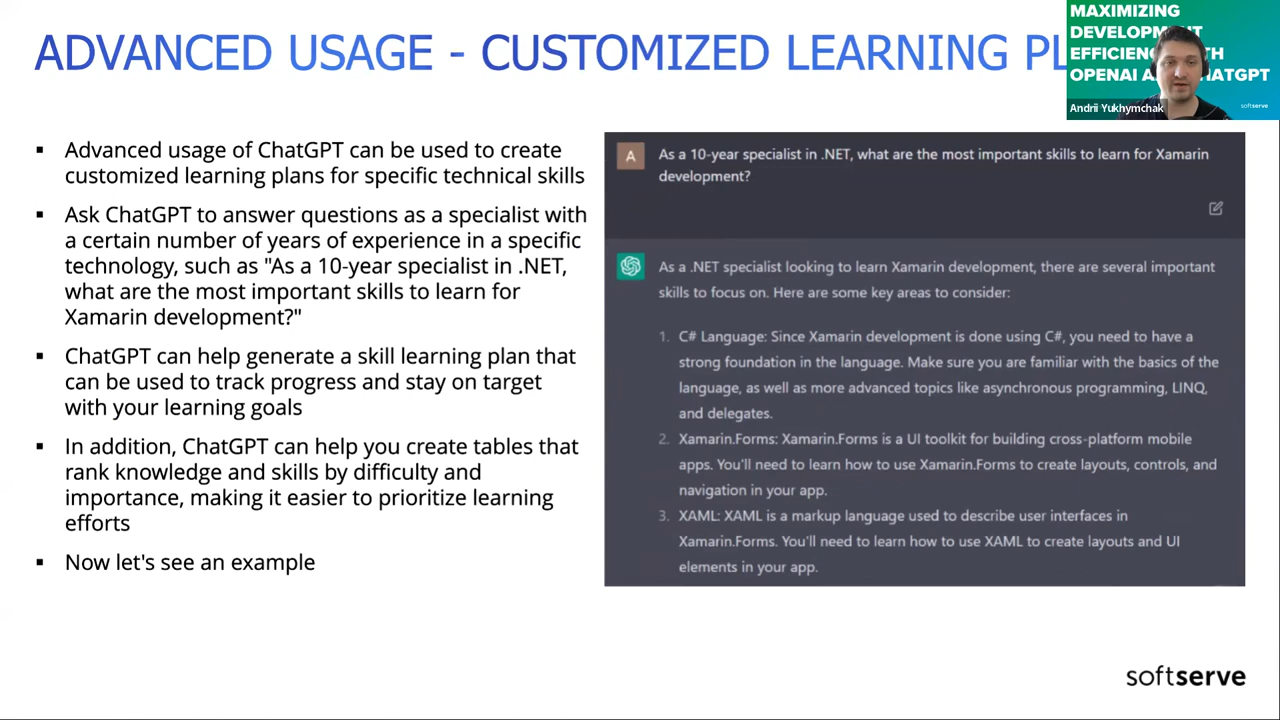 ADVANCED USAGE - CUSTOMIZED LEARNING
MAXIMIZING
DEVELOPMENT
EFFICIENCY WITH
OPENAI
CHATGPT
Andrii Yukhymchak
softserve
▪ Advanced usage of ChatGPT can be used to create
customized learning plans for specific technical skills
▪ Ask ChatGPT to answer questions as a specialist with
a certain number of years of experience in a specific
technology, such as "As a 10-year specialist in .NET,
what are the most important skills to learn for
Xamarin development?"
▪ ChatGPT can help generate a skill learning plan that
can be used to track progress and stay on target
with your learning goals
▪ In addition, ChatGPT can help you create tables that
rank knowledge and skills by difficulty and
importance, making it easier to prioritize learning
efforts
▪ Now let's see an example
A
As a 10-year specialist in .NET, what are the most important skills to learn for Xamarin
development?
As a .NET specialist looking to learn Xamarin development, there are several important
skills to focus on. Here are some key areas to consider:
1. C# Language: Since Xamarin development is done using C#, you need to have a
strong foundation in the language. Make sure you are familiar with the basics of the
language, as well as more advanced topics like asynchronous programming, LINQ,
and delegates.
2. Xamarin.Forms: Xamarin.Forms is a UI toolkit for building cross-platform mobile
apps. You'll need to learn how to use Xamarin.Forms to create layouts, controls, and
navigation in your app.
3. XAML: XAML is a markup language used to describe user interfaces in
Xamarin.Forms. You'll need to learn how to use XAML to create layouts and UI
elements in your app.
softserve